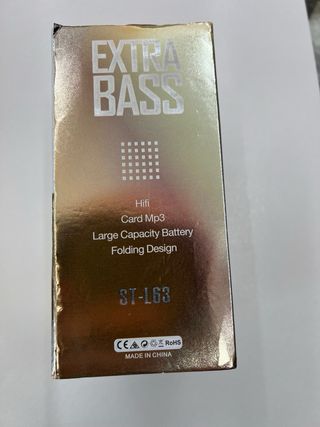 EXTRA
BASS
Hifi
Card Mp3
Large Capacity Battery
Folding Design
ST-L63
CE RoHS
MADE IN CHINA